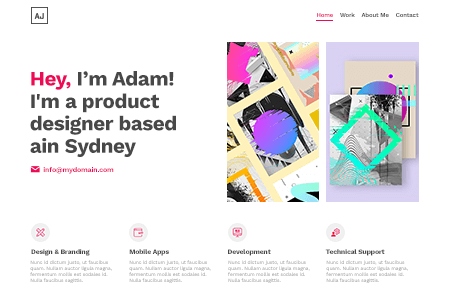 AJ
Home Work About Me Contact
Hey, I'm Adam!
I'm a product
designer based
ain Sydney
info@mydomain.com
Design & Branding
Nunc id dictum justo, ut faucibus
quam. Nullam auctor ligula magna,
fermentum mollis est sodales id.
Nullam faucibus sagittis.
Mobile Apps
Nunc id dictum justo, ut faucibus
quam. Nullam auctor ligula magna,
fermentum mollis est sodales id.
Nullam faucibus sagittis.
Development
Nunc id dictum justo, ut faucibus
quam. Nullam auctor ligula magna,
fermentum mollis est sodales id.
Nullam faucibus sagittis.
Technical Support
Nunc id dictum justo, ut faucibus
quam. Nullam auctor ligula magna,
fermentum mollis est sodales id.
Nullam faucibus sagittis.